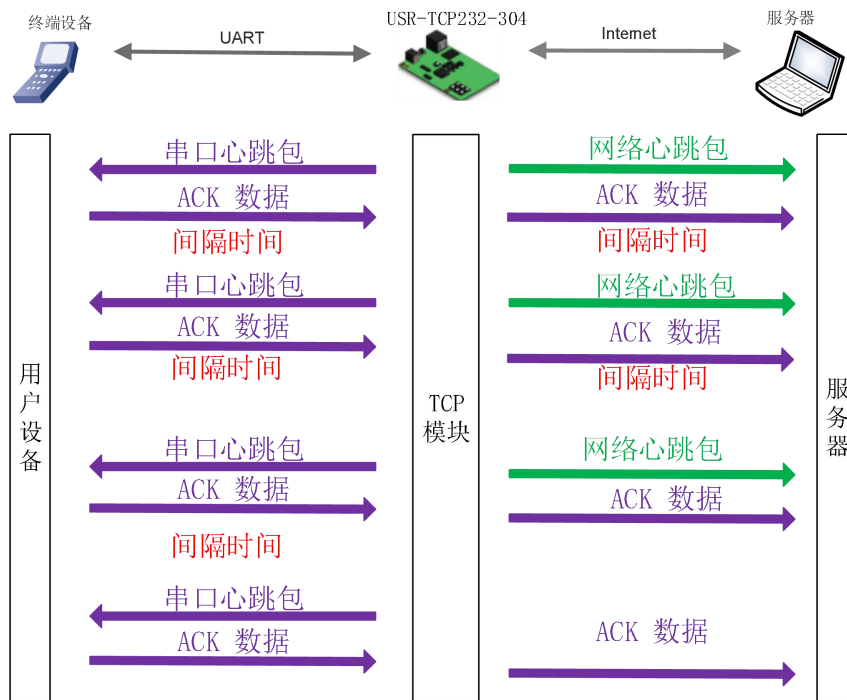 终端设备
UART
USR-TCP232-304
Internet
服务器
串口心跳包
网络心跳包
ACK 数据
ACK 数据
间隔时间
间隔时间
串口心跳包
网络心跳包
ACK 数据
ACK 数据
间隔时间
间隔时间
用户设备
TCP
模块
服务器
串口心跳包
网络心跳包
ACK 数据
ACK 数据
间隔时间
串口心跳包
ACK 数据
ACK 数据